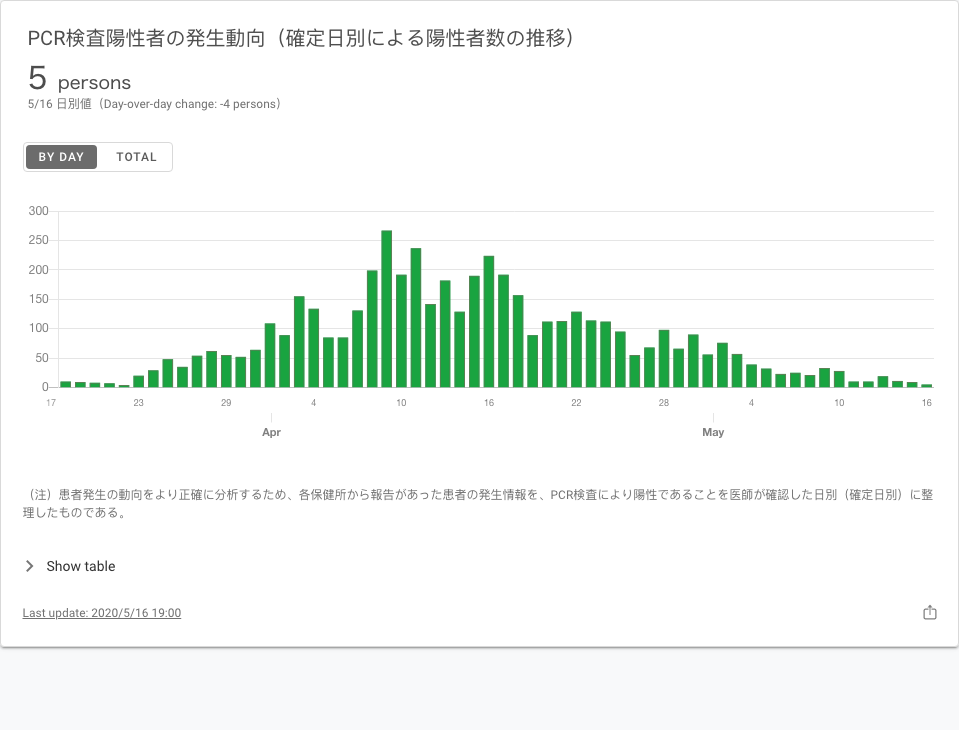 PCR検査陽性者の発生動向（確定日別による陽性者数の推移）
5 persons
5/16 日別値（Day-over-day change: -4 persons）
BY DAY TOTAL
300
250
200
150
100
50
0
17 23 29 4 10 16 22 28 4 10 16
Apr May
（注）患者発生の動向をより正確に分析するため、各保健所から報告があった患者の発生情報を、PCR検査により陽性であることを医師が確認した日別（確定日別）に整
理したものである。
Show table
Last update: 2020/5/16 19:00